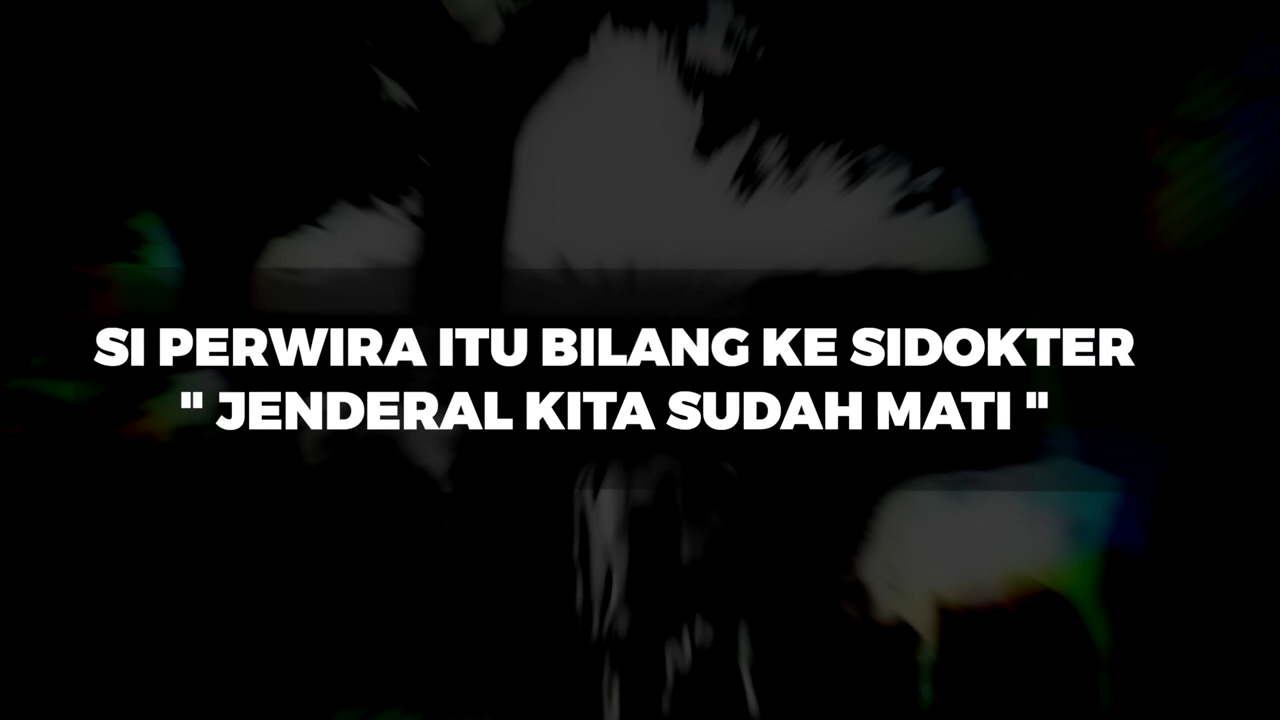 SI PERWIRA ITU BILANG KE SIDOKTER
" JENDERAL KITA SUDAH MATI "